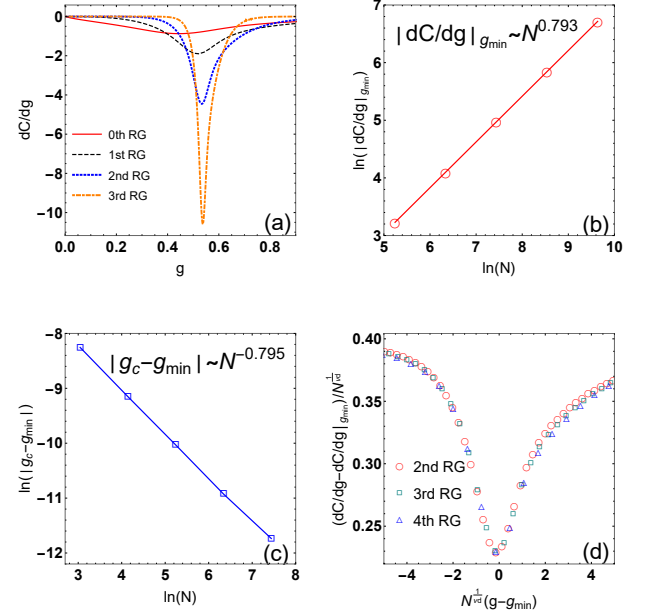 0
−2
−4
−6
−8
−10
dC/dg
0th RG
1st RG
2nd RG
3rd RG
(a)
0.0 0.2 0.4 0.6 0.8
g
7
6
5
4
3
ln(|dC/dg|gmin)
|dC/dg|gmin~N^0.793
(b)
5 6 7 8 9 10
ln(N)
-8
-9
-10
-11
-12
ln(|gc−gmin|)
|gc−gmin|~N^−0.795
(c)
3 4 5 6 7 8
ln(N)
0.40
0.35
0.30
0.25
(dC/dg−dC/dg|gmin)/N^(1/νd)
2nd RG
3rd RG
4th RG
(d)
−4 −2 0 2 4
N^(1/νd)(g−gmin)